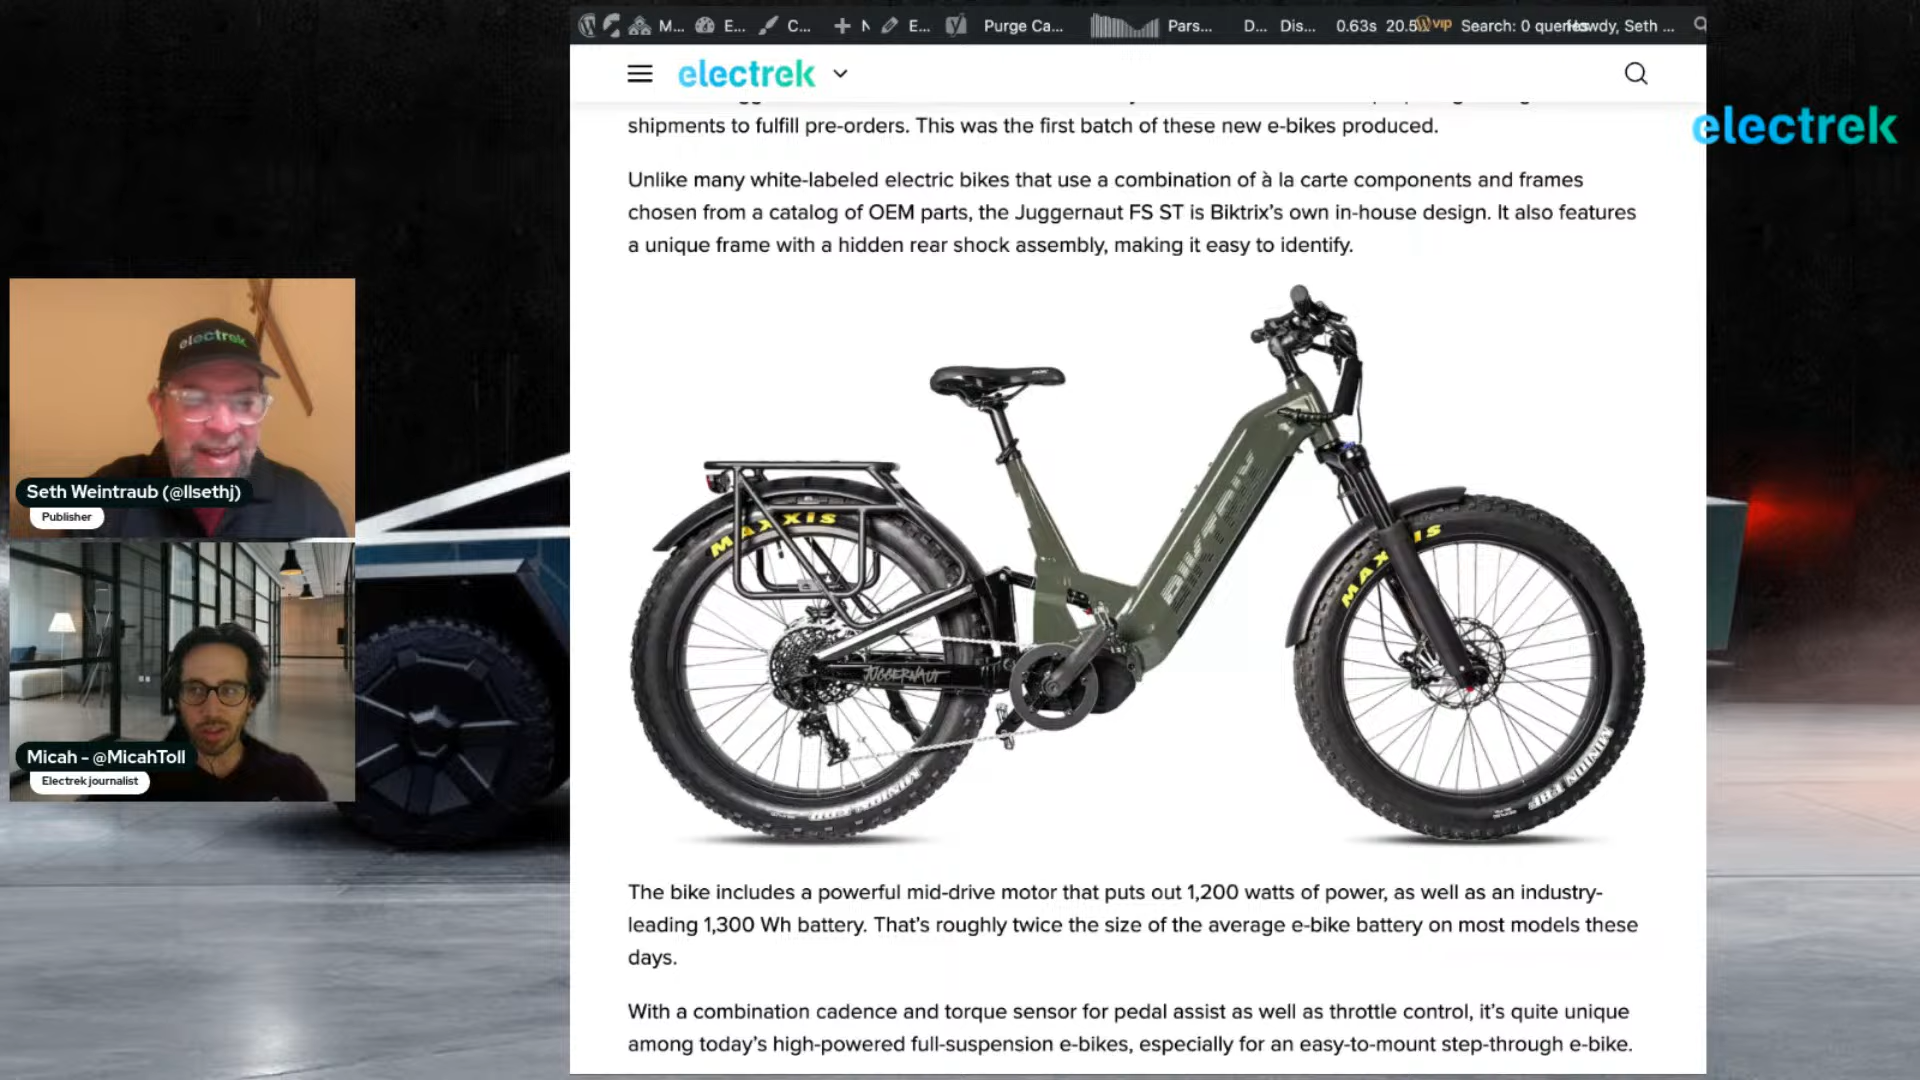 M...
E...
C...
N
E...
Purge Ca...
Pars...
D...
Dis...
0.63s
20.5
vip
Search: 0 queries
Howdy, Seth ...
electrek
shipments to fulfill pre-orders. This was the first batch of these new e-bikes produced.
electrek
Unlike many white-labeled electric bikes that use a combination of à la carte components and frames
chosen from a catalog of OEM parts, the Juggernaut FS ST is Biktrix’s own in-house design. It also features
a unique frame with a hidden rear shock assembly, making it easy to identify.
electrek
Seth Weintraub (@llsethj)
Publisher
Micah - @MicahToll
Electrek journalist
MAXXIS
BIKTRIX
MAXXIS
JUGGERNAUT
MINION FBF
The bike includes a powerful mid-drive motor that puts out 1,200 watts of power, as well as an industry-
leading 1,300 Wh battery. That’s roughly twice the size of the average e-bike battery on most models these
days.
With a combination cadence and torque sensor for pedal assist as well as throttle control, it’s quite unique
among today’s high-powered full-suspension e-bikes, especially for an easy-to-mount step-through e-bike.